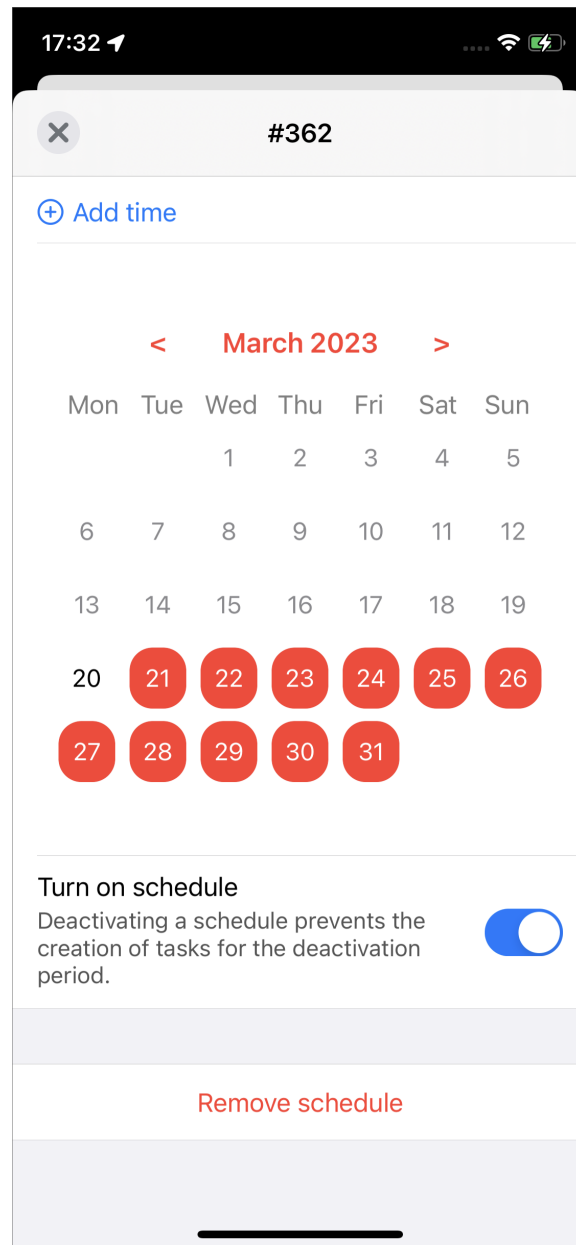 17:32
#362
Add time
< March 2023 >
Mon Tue Wed Thu Fri Sat Sun
1 2 3 4 5
6 7 8 9 10 11 12
13 14 15 16 17 18 19
20 21 22 23 24 25 26
27 28 29 30 31
Turn on schedule
Deactivating a schedule prevents the
creation of tasks for the deactivation
period.
Remove schedule